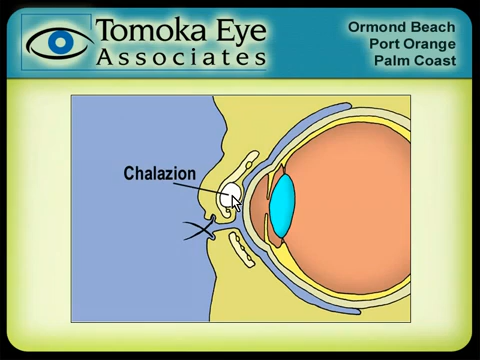 Tomoka Eye
Associates
Ormond Beach
Port Orange
Palm Coast
Chalazion